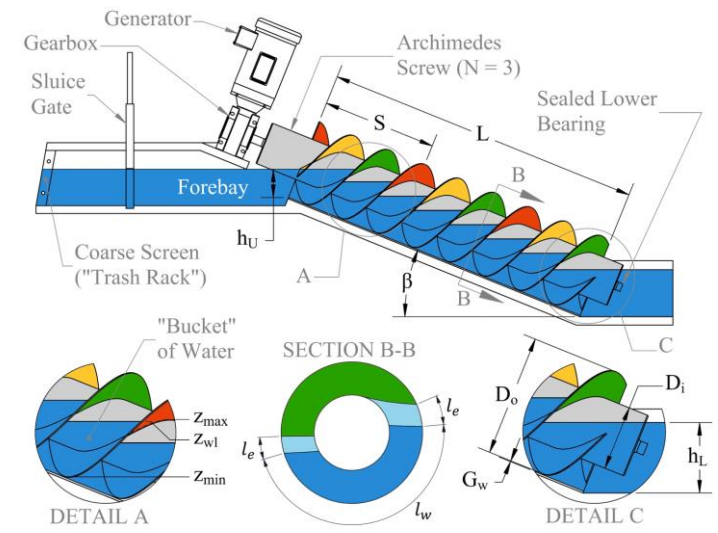 Generator
Gearbox
Sluice
Gate
Archimedes
Screw (N = 3)
Sealed Lower
Bearing
S
L
B
Forebay
h_U
Coarse Screen
("Trash Rack")
A
β
B
C
"Bucket"
of Water
SECTION B-B
z_max
z_wl
z_min
l_e
l_e
l_w
D_o
D_i
h_L
G_w
DETAIL A
DETAIL C